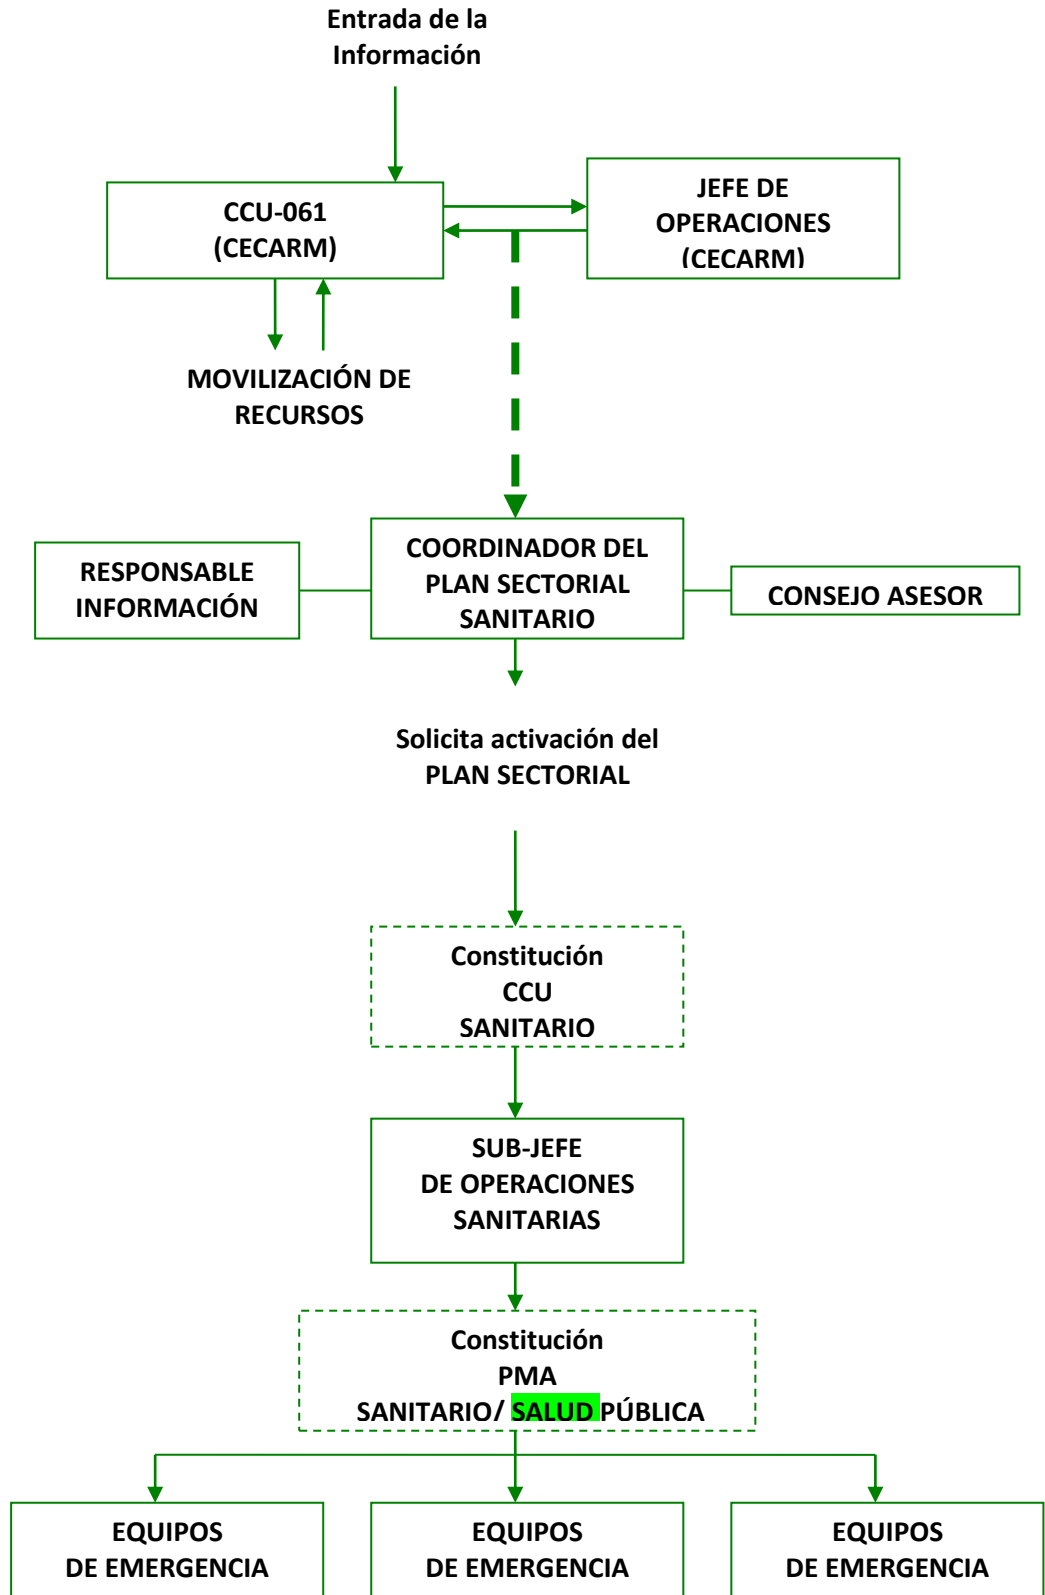 Entrada de la
Información
CCU-061
(CECARM)
JEFE DE
OPERACIONES
(CECARM)
MOVILIZACIÓN DE
RECURSOS
RESPONSABLE
INFORMACIÓN
COORDINADOR DEL
PLAN SECTORIAL
SANITARIO
CONSEJO ASESOR
Solicita activación del
PLAN SECTORIAL
Constitución
CCU
SANITARIO
SUB-JEFE
DE OPERACIONES
SANITARIAS
Constitución
PMA
SANITARIO/ SALUD PÚBLICA
EQUIPOS
DE EMERGENCIA
EQUIPOS
DE EMERGENCIA
EQUIPOS
DE EMERGENCIA